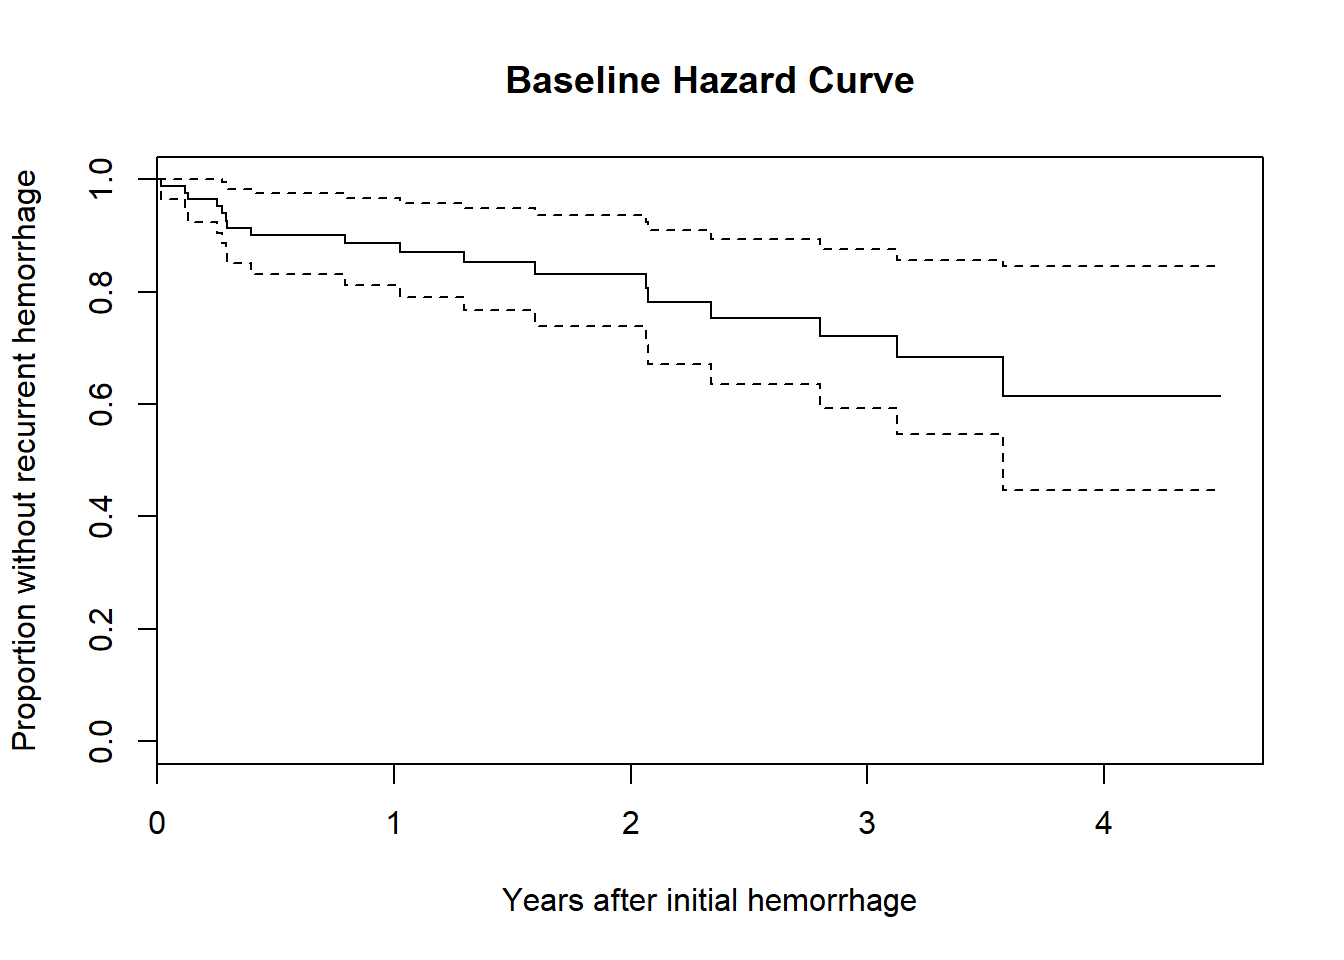 Baseline Hazard Curve
Proportion without recurrent hemorrhage
1.0
0.8
0.6
0.4
0.2
0.0
0 1 2 3 4
Years after initial hemorrhage